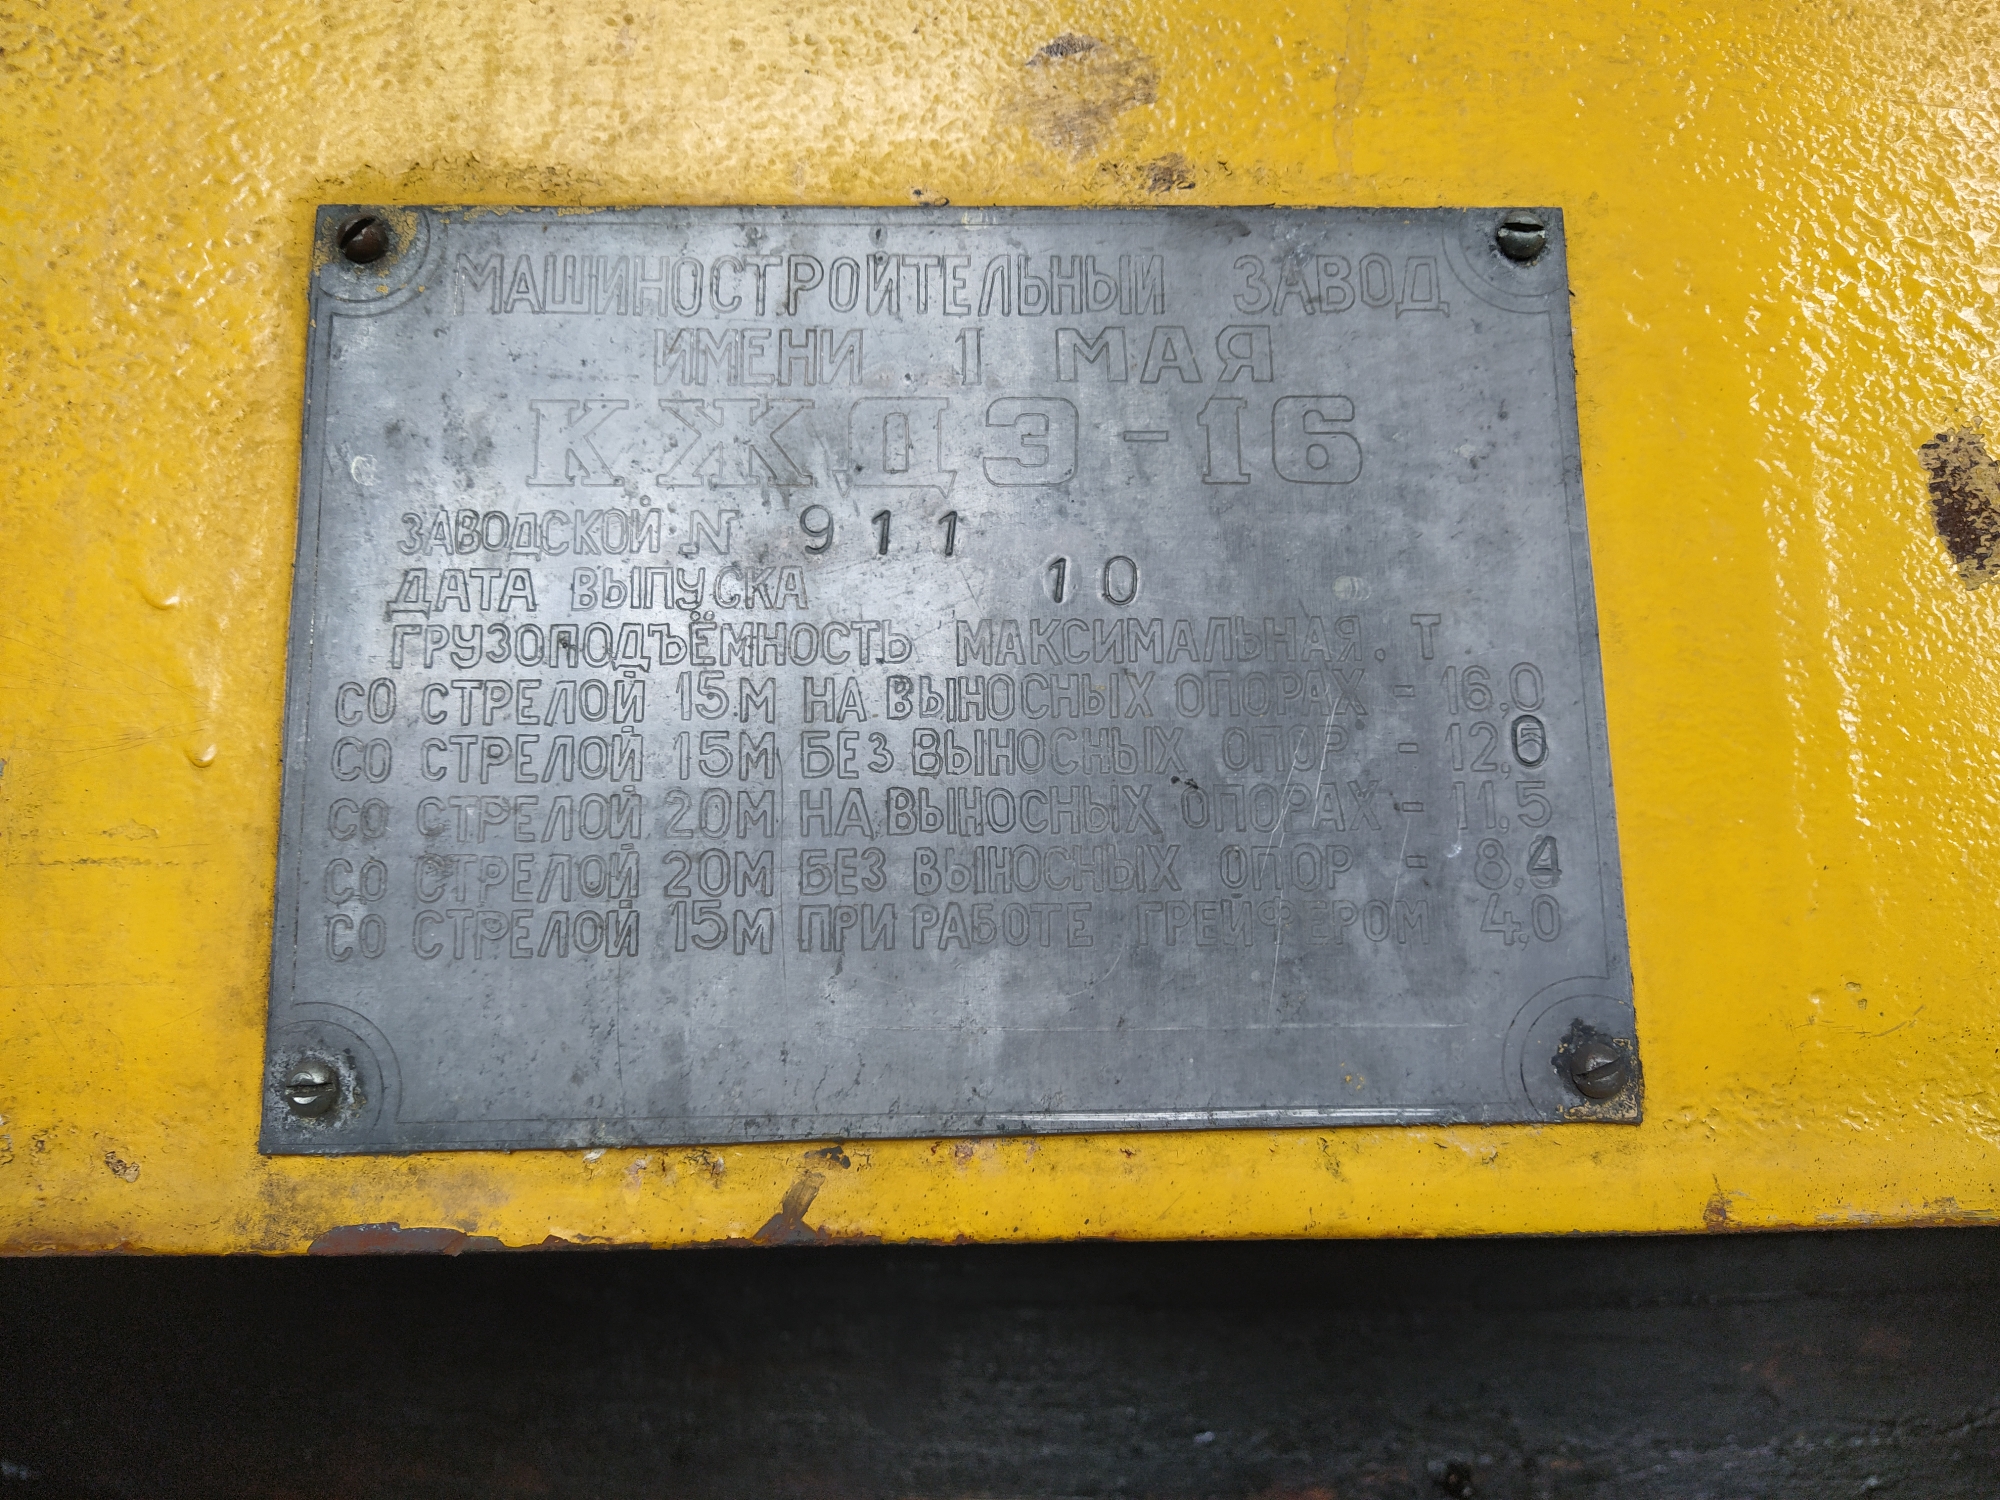 МАШИНОСТРОИТЕЛЬНЫЙ ЗАВОД
ИМЕНИ 1 МАЯ
КЖДЭ-16
ЗАВОДСКОЙ N 911
ДАТА ВЫПУСКА 10
ГРУЗОПОДЪЁМНОСТЬ МАКСИМАЛЬНАЯ. Т
СО СТРЕЛОЙ 15М НА ВЫНОСНЫХ ОПОРАХ - 16,0
СО СТРЕЛОЙ 15М БЕЗ ВЫНОСНЫХ ОПОР - 12,0
СО СТРЕЛОЙ 20М НА ВЫНОСНЫХ ОПОРАХ - 11,5
СО СТРЕЛОЙ 20М БЕЗ ВЫНОСНЫХ ОПОР - 8,4
СО СТРЕЛОЙ 15М ПРИ РАБОТЕ ГРЕЙФЕРОМ 4,0